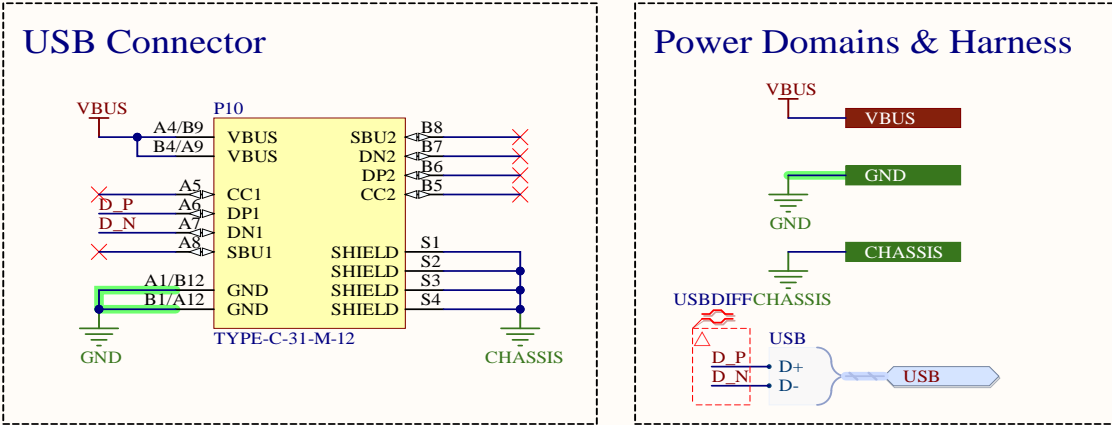 USB Connector
VBUS
P10
A4/B9
VBUS
B4/A9
VBUS
A5
CC1
D_P
A6
DP1
D_N
A7
DN1
A8
SBU1
A1/B12
GND
B1/A12
GND
GND
TYPE-C-31-M-12
SBU2
B8
DN2
B7
DP2
B6
CC2
B5
SHIELD
S1
SHIELD
S2
SHIELD
S3
SHIELD
S4
CHASSIS
Power Domains & Harness
VBUS
VBUS
GND
GND
CHASSIS
CHASSIS
USBDIFF
USB
D_P
D+
D_N
D-
USB